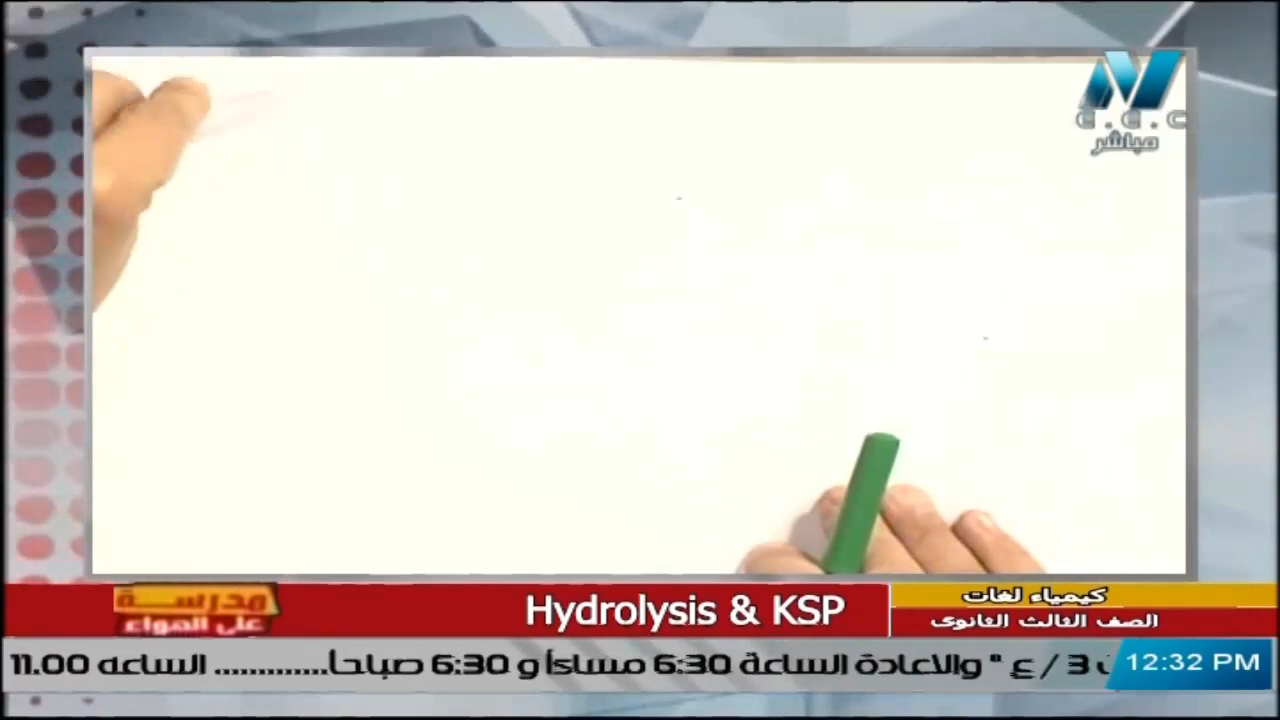 e.e.c
مباشر
كيمياء لغات
الصف الثالث الثانوى
Hydrolysis & KSP
مدرسة
على الهواء
3 / ع " والاعادة الساعة 6:30 مساءاً و 6:30 صباحاً............ الساعه 11.00
12:32 PM